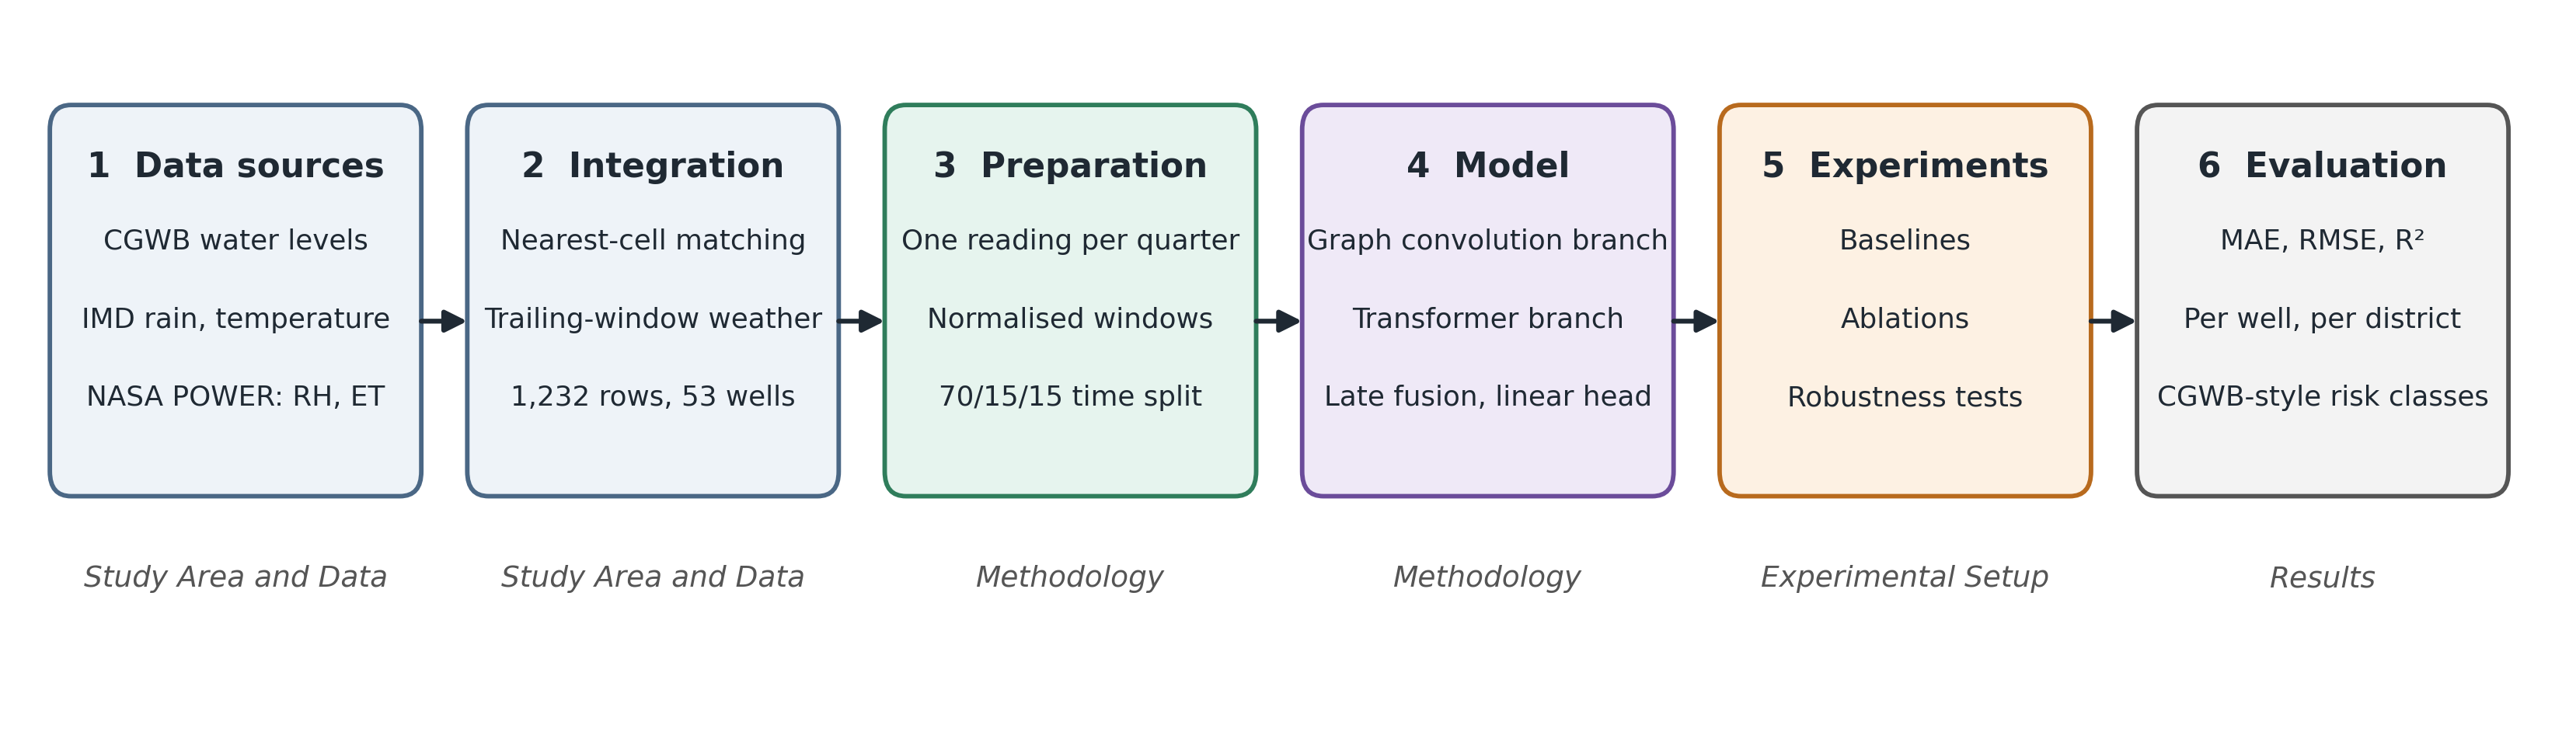 1 Data sources
CGWB water levels
IMD rain, temperature
NASA POWER: RH, ET
Study Area and Data
2 Integration
Nearest-cell matching
Trailing-window weather
1,232 rows, 53 wells
Study Area and Data
3 Preparation
One reading per quarter
Normalised windows
70/15/15 time split
Methodology
4 Model
Graph convolution branch
Transformer branch
Late fusion, linear head
Methodology
5 Experiments
Baselines
Ablations
Robustness tests
Experimental Setup
6 Evaluation
MAE, RMSE, R²
Per well, per district
CGWB-style risk classes
Results